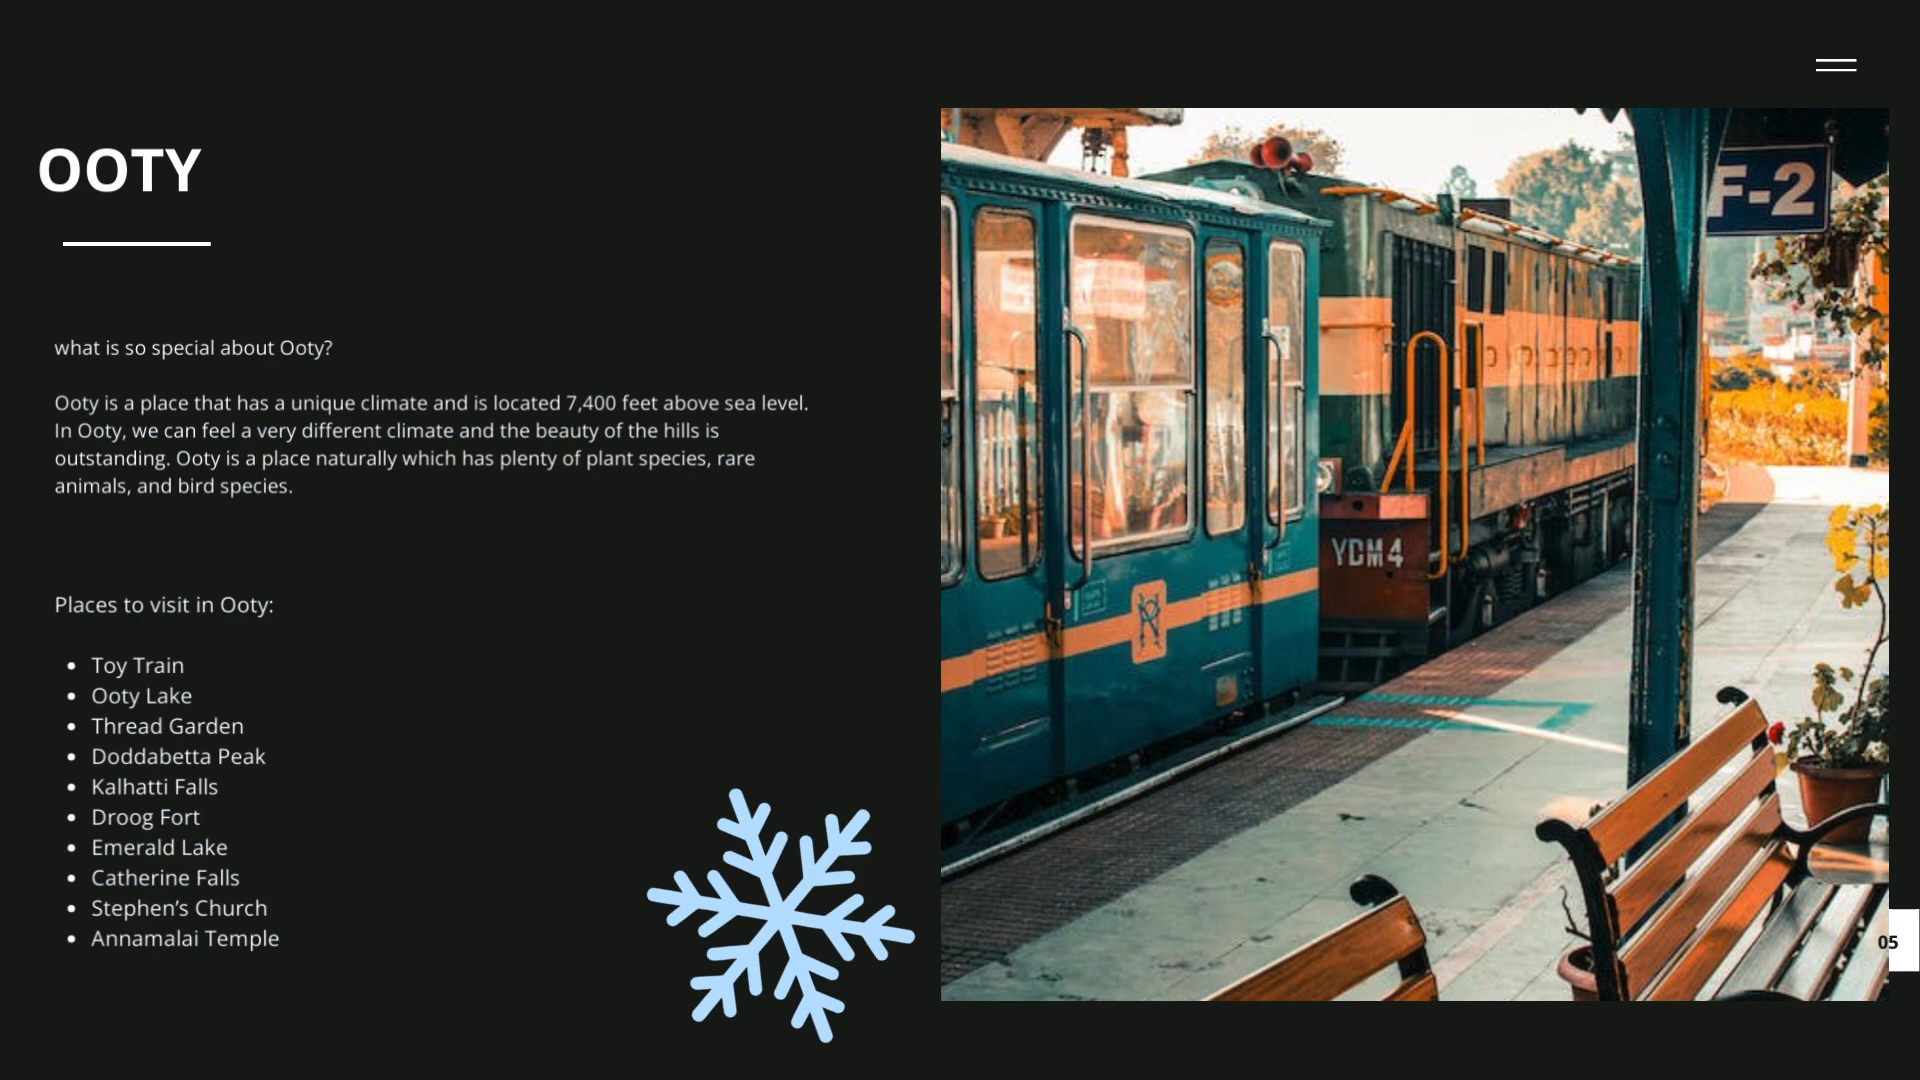 OOTY
what is so special about Ooty?
Ooty is a place that has a unique climate and is located 7,400 feet above sea level.
In Ooty, we can feel a very different climate and the beauty of the hills is
outstanding. Ooty is a place naturally which has plenty of plant species, rare
animals, and bird species.
Places to visit in Ooty:
• Toy Train
• Ooty Lake
• Thread Garden
• Doddabetta Peak
• Kalhatti Falls
• Droog Fort
• Emerald Lake
• Catherine Falls
• Stephen’s Church
• Annamalai Temple
F-2
YDM4
05